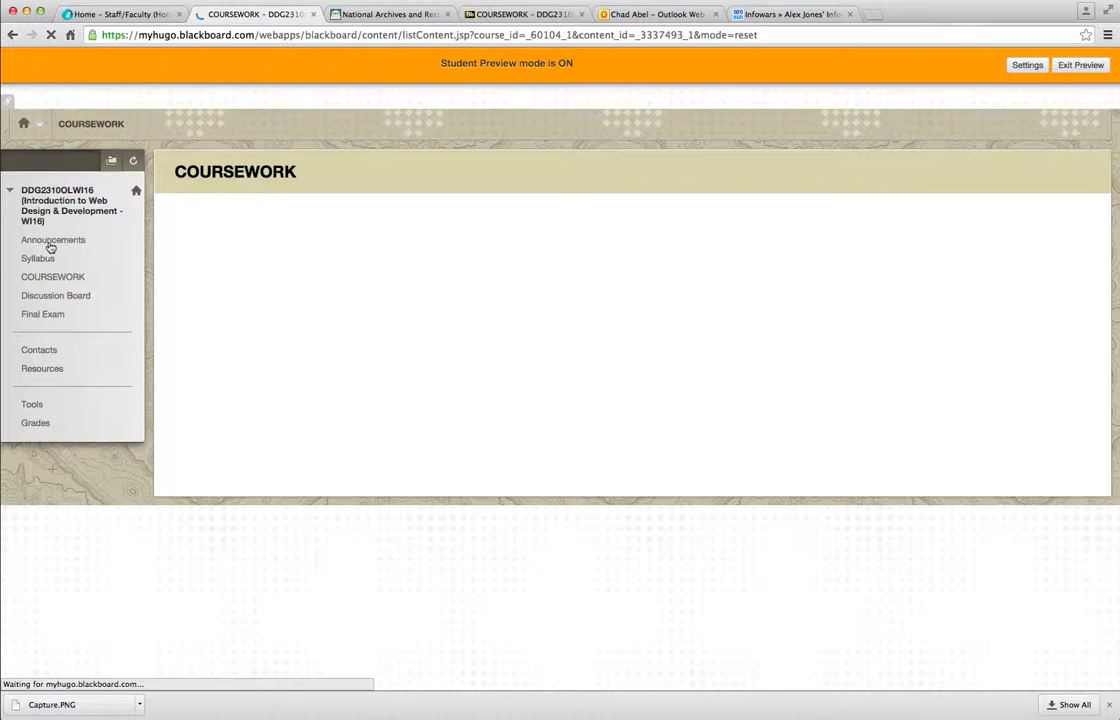 Home – Staff/Faculty (Ho
COURSEWORK – DDG2310
National Archives and Rec
COURSEWORK – DDG2310
Chad Abel – Outlook Web
Infowars » Alex Jones' Info
https://myhugo.blackboard.com/webapps/blackboard/content/listContent.jsp?course_id=_60104_1&content_id=_3337493_1&mode=reset
Student Preview mode is ON
Settings
Exit Preview
COURSEWORK
COURSEWORK
DDG2310OLWI16
(Introduction to Web
Design & Development -
WI16)
Announcements
Syllabus
COURSEWORK
Discussion Board
Final Exam
Contacts
Resources
Tools
Grades
Waiting for myhugo.blackboard.com...
Capture.PNG
Show All